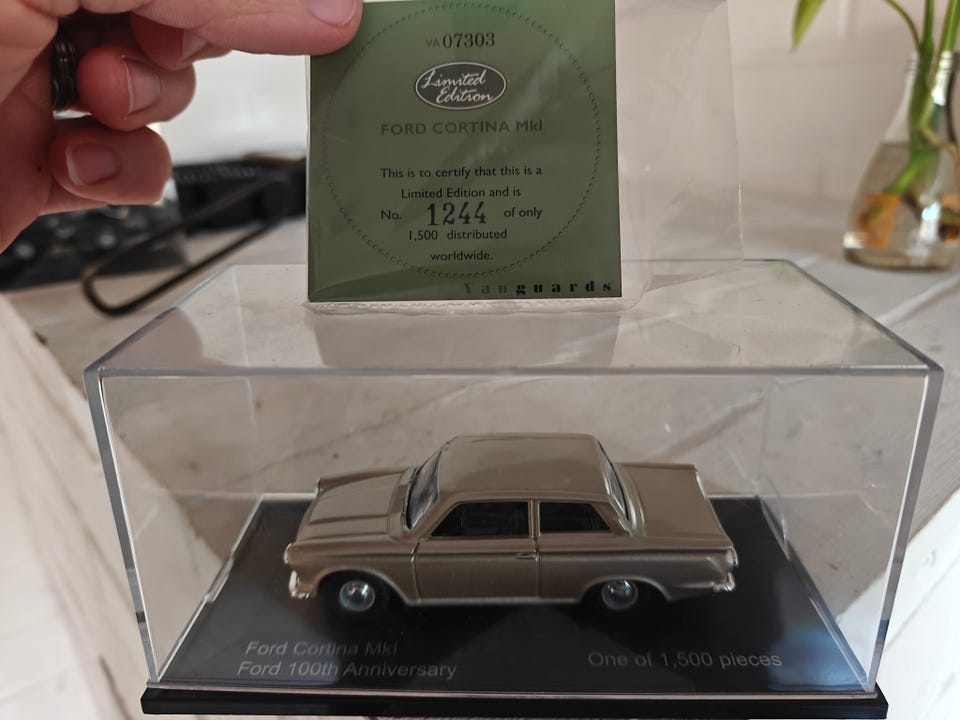 VA07303
Limited
Edition
FORD CORTINA MkI
This is to certify that this is a
Limited Edition and is
No. 1244 of only
1,500 distributed
worldwide.
Vanguards
Ford Cortina MkI
Ford 100th Anniversary
One of 1,500 pieces